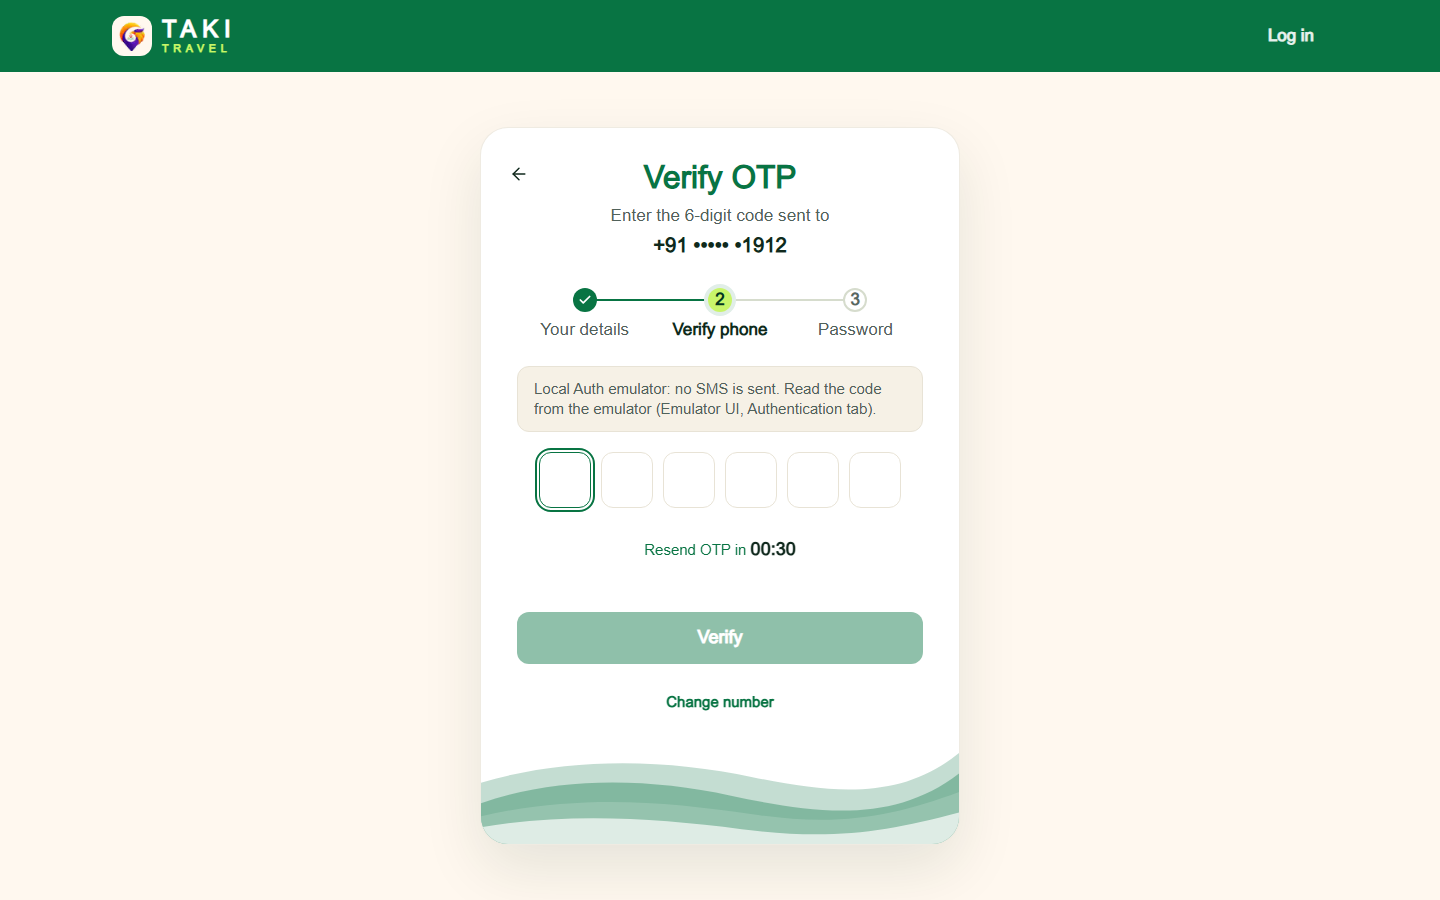 TAKI
TRAVEL
Log in
Verify OTP
Enter the 6-digit code sent to
+91 ••••• •1912
2
3
Your details
Verify phone
Password
Local Auth emulator: no SMS is sent. Read the code
from the emulator (Emulator UI, Authentication tab).
Resend OTP in 00:30
Verify
Change number